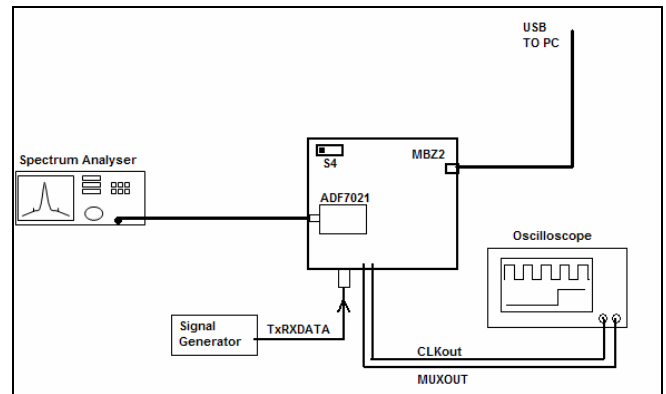 USB
TO PC
Spectrum Analyser
S4
MBZ2
ADF7021
Oscilloscope
Signal
Generator
TxRXDATA
CLKout
MUXOUT